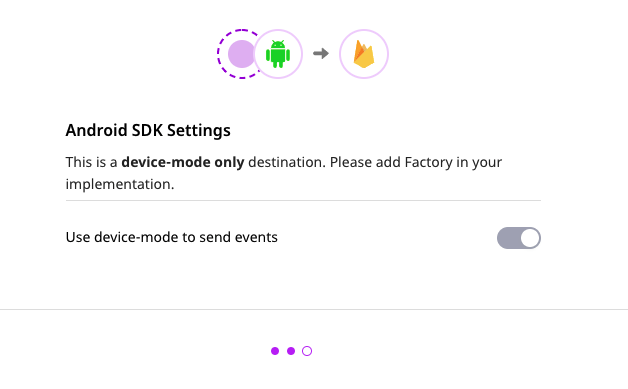 Android SDK Settings
This is a device-mode only destination. Please add Factory in your
implementation.
Use device-mode to send events